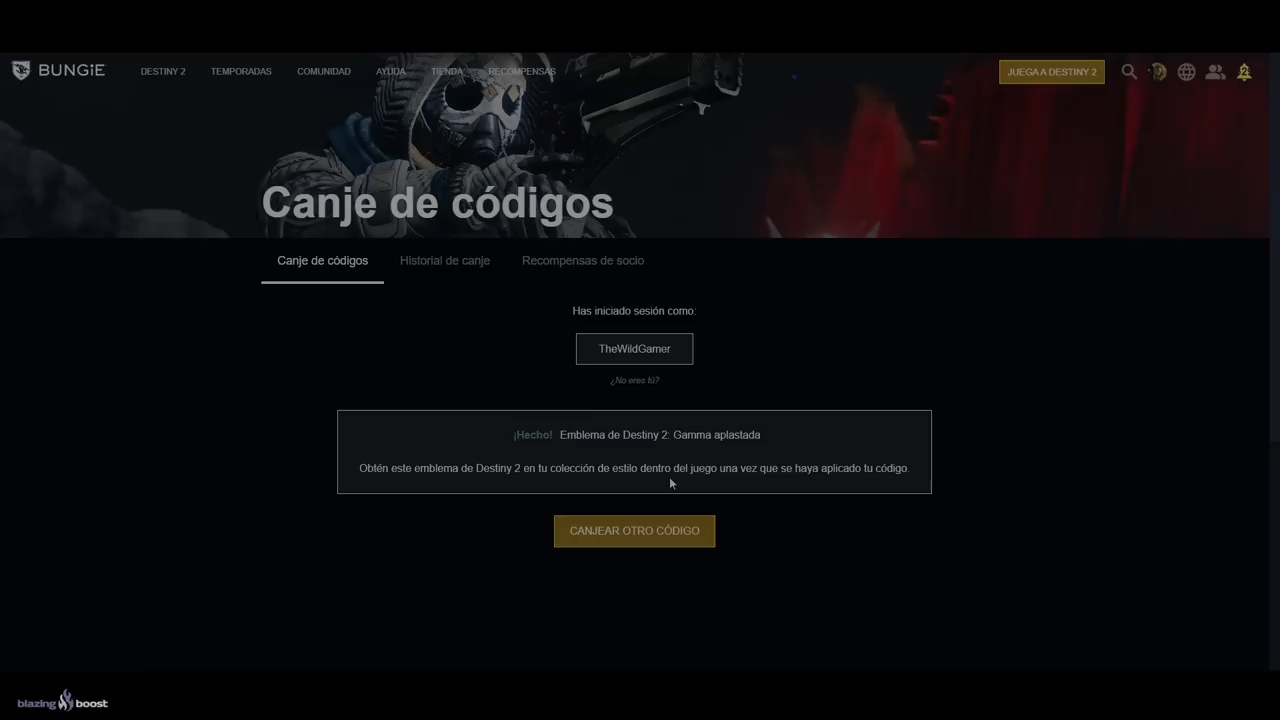 BUNGiE
DESTINY 2 TEMPORADAS COMUNIDAD AYUDA TIENDA RECOMPENSAS
JUEGA A DESTINY 2
2
Canje de códigos
Canje de códigos Historial de canje Recompensas de socio
Has iniciado sesión como:
TheWildGamer
¿No eres tú?
¡Hecho! Emblema de Destiny 2: Gamma aplastada
Obtén este emblema de Destiny 2 en tu colección de estilo dentro del juego una vez que se haya aplicado tu código.
CANJEAR OTRO CÓDIGO
blazing boost